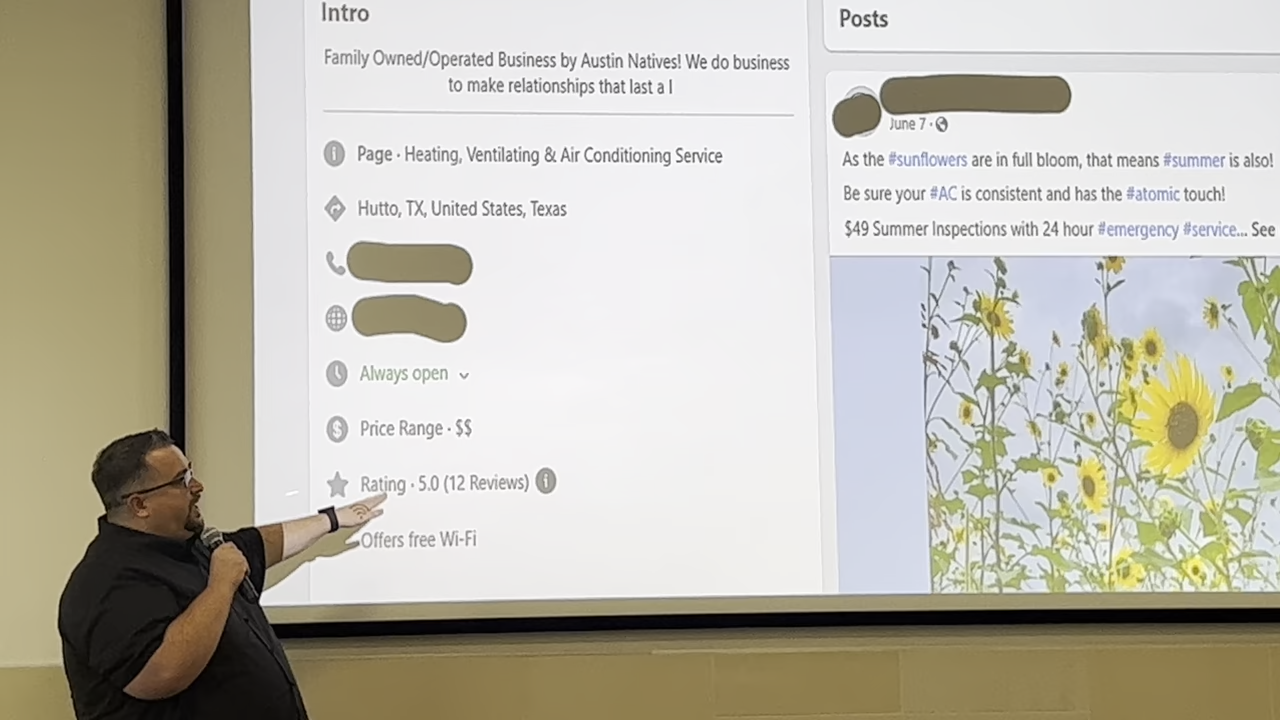 Intro
Family Owned/Operated Business by Austin Natives! We do business
to make relationships that last a l
Page · Heating, Ventilating & Air Conditioning Service
Hutto, TX, United States, Texas
Always open
Price Range · $$
Rating · 5.0 (12 Reviews)
Offers free Wi-Fi
Posts
June 7 ·
As the #sunflowers are in full bloom, that means #summer is also!
Be sure your #AC is consistent and has the #atomic touch!
$49 Summer Inspections with 24 hour #emergency #service... See